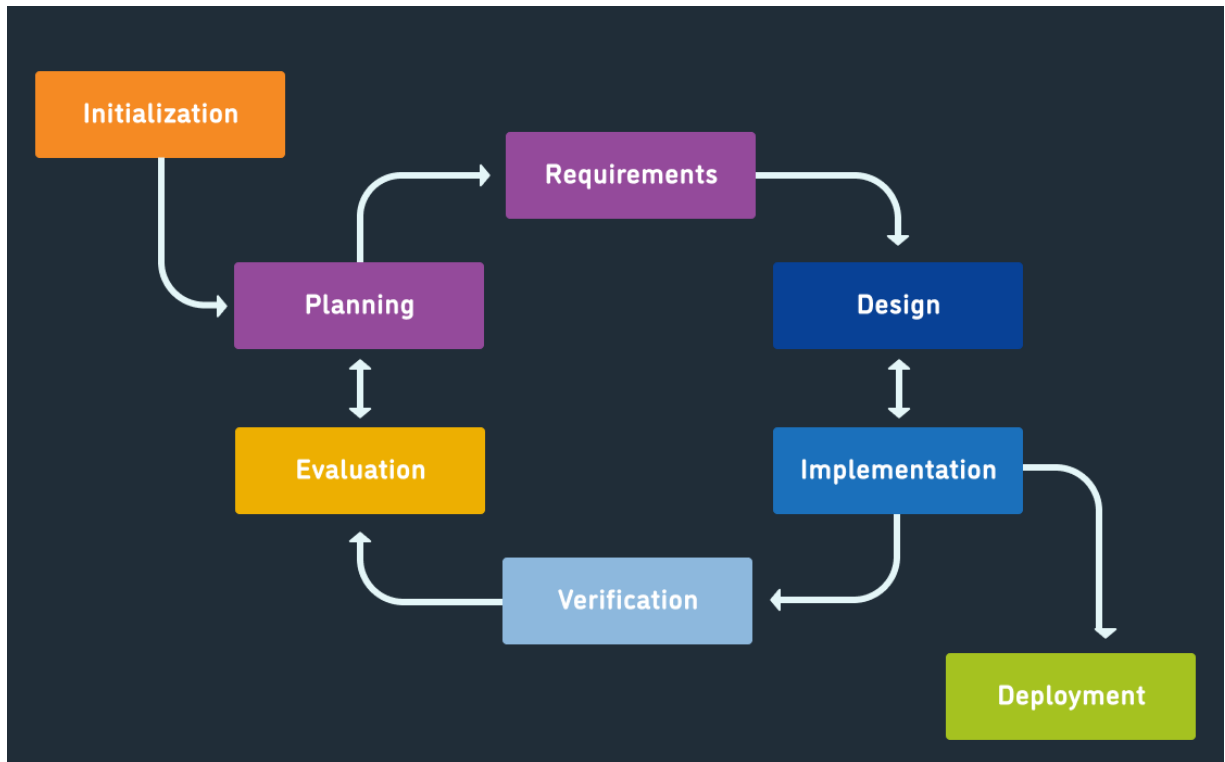 Initialization
Requirements
Planning
Design
Evaluation
Implementation
Verification
Deployment